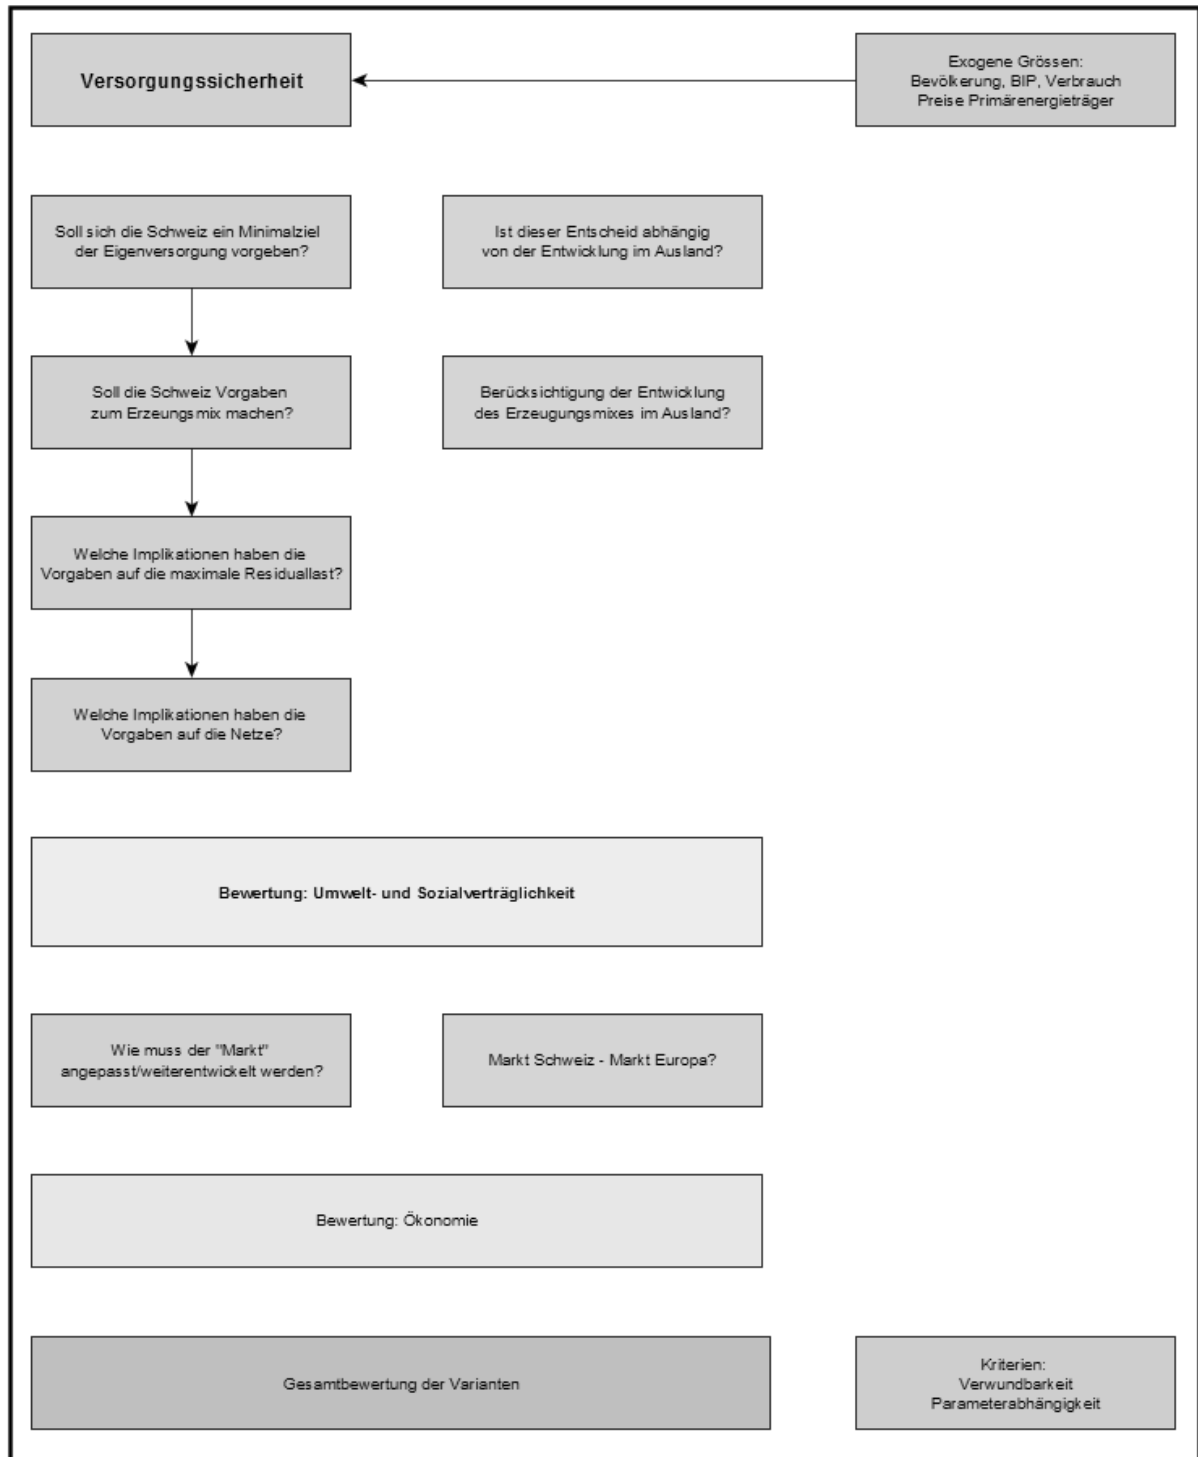 Versorgungssicherheit
Exogene Grössen:
Bevölkerung, BIP, Verbrauch
Preise Primärenergieträger
Soll sich die Schweiz ein Minimalziel
der Eigenversorgung vorgeben?
Ist dieser Entscheid abhängig
von der Entwicklung im Ausland?
Soll die Schweiz Vorgaben
zum Erzeungsmix machen?
Berücksichtigung der Entwicklung
des Erzeugungsmixes im Ausland?
Welche Implikationen haben die
Vorgaben auf die maximale Residuallast?
Welche Implikationen haben die
Vorgaben auf die Netze?
Bewertung: Umwelt- und Sozialverträglichkeit
Wie muss der "Markt"
angepasst/weiterentwickelt werden?
Markt Schweiz - Markt Europa?
Bewertung: Ökonomie
Gesamtbewertung der Varianten
Kriterien:
Verwundbarkeit
Parameterabhängigkeit